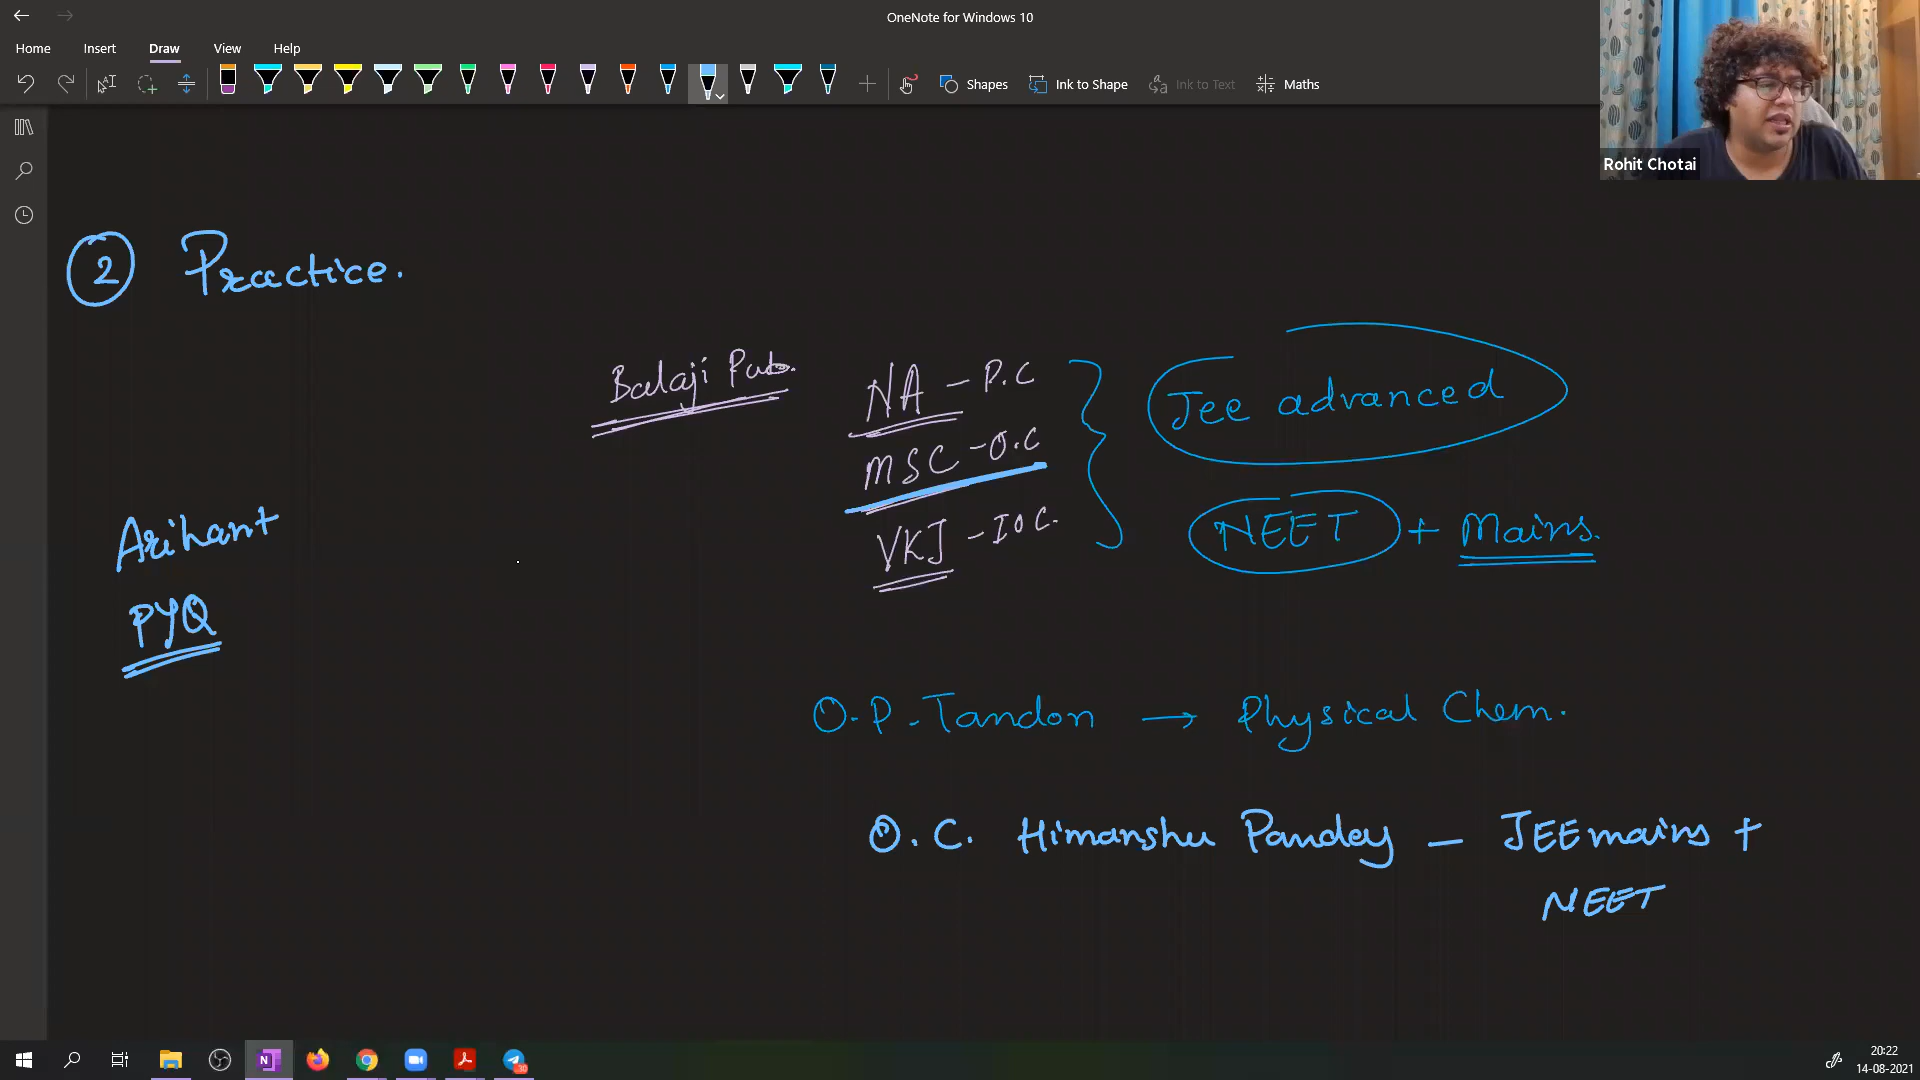 OneNote for Windows 10
Home Insert Draw View Help
Shapes Ink to Shape Ink to Text Maths
Rohit Chotai
2 Practice.
Balaji Pub.
NA - P.C
MSC - O.C
VKJ - IOC.
Jee advanced
NEET + Mains.
Arihant
PYQ
O.P. Tandon → Physical Chem.
O.C. Himanshu Pandey - JEE mains +
NEET
30
20:22
14-08-2021